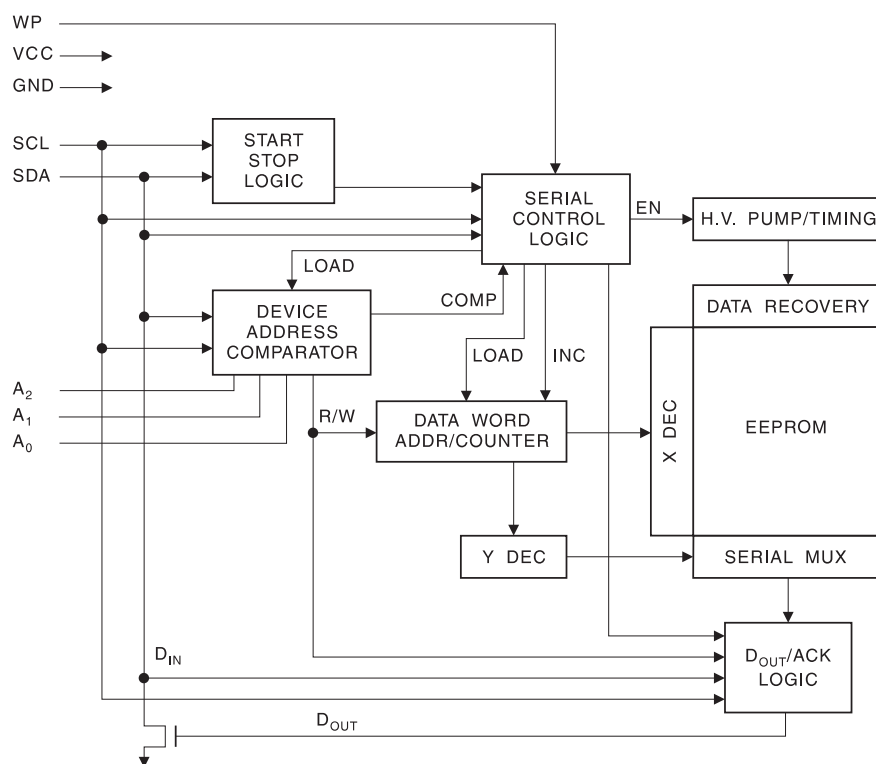 WP
VCC
GND
SCL
SDA
START
STOP
LOGIC
SERIAL
CONTROL
LOGIC
EN
H.V. PUMP/TIMING
LOAD
COMP
DEVICE
ADDRESS
COMPARATOR
DATA RECOVERY
LOAD
INC
A2
A1
A0
R/W
DATA WORD
ADDR/COUNTER
X DEC
EEPROM
Y DEC
SERIAL MUX
DIN
DOUT/ACK
LOGIC
DOUT